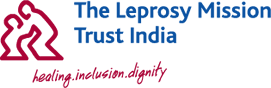 The Leprosy Mission
Trust India
healing.inclusion.dignity